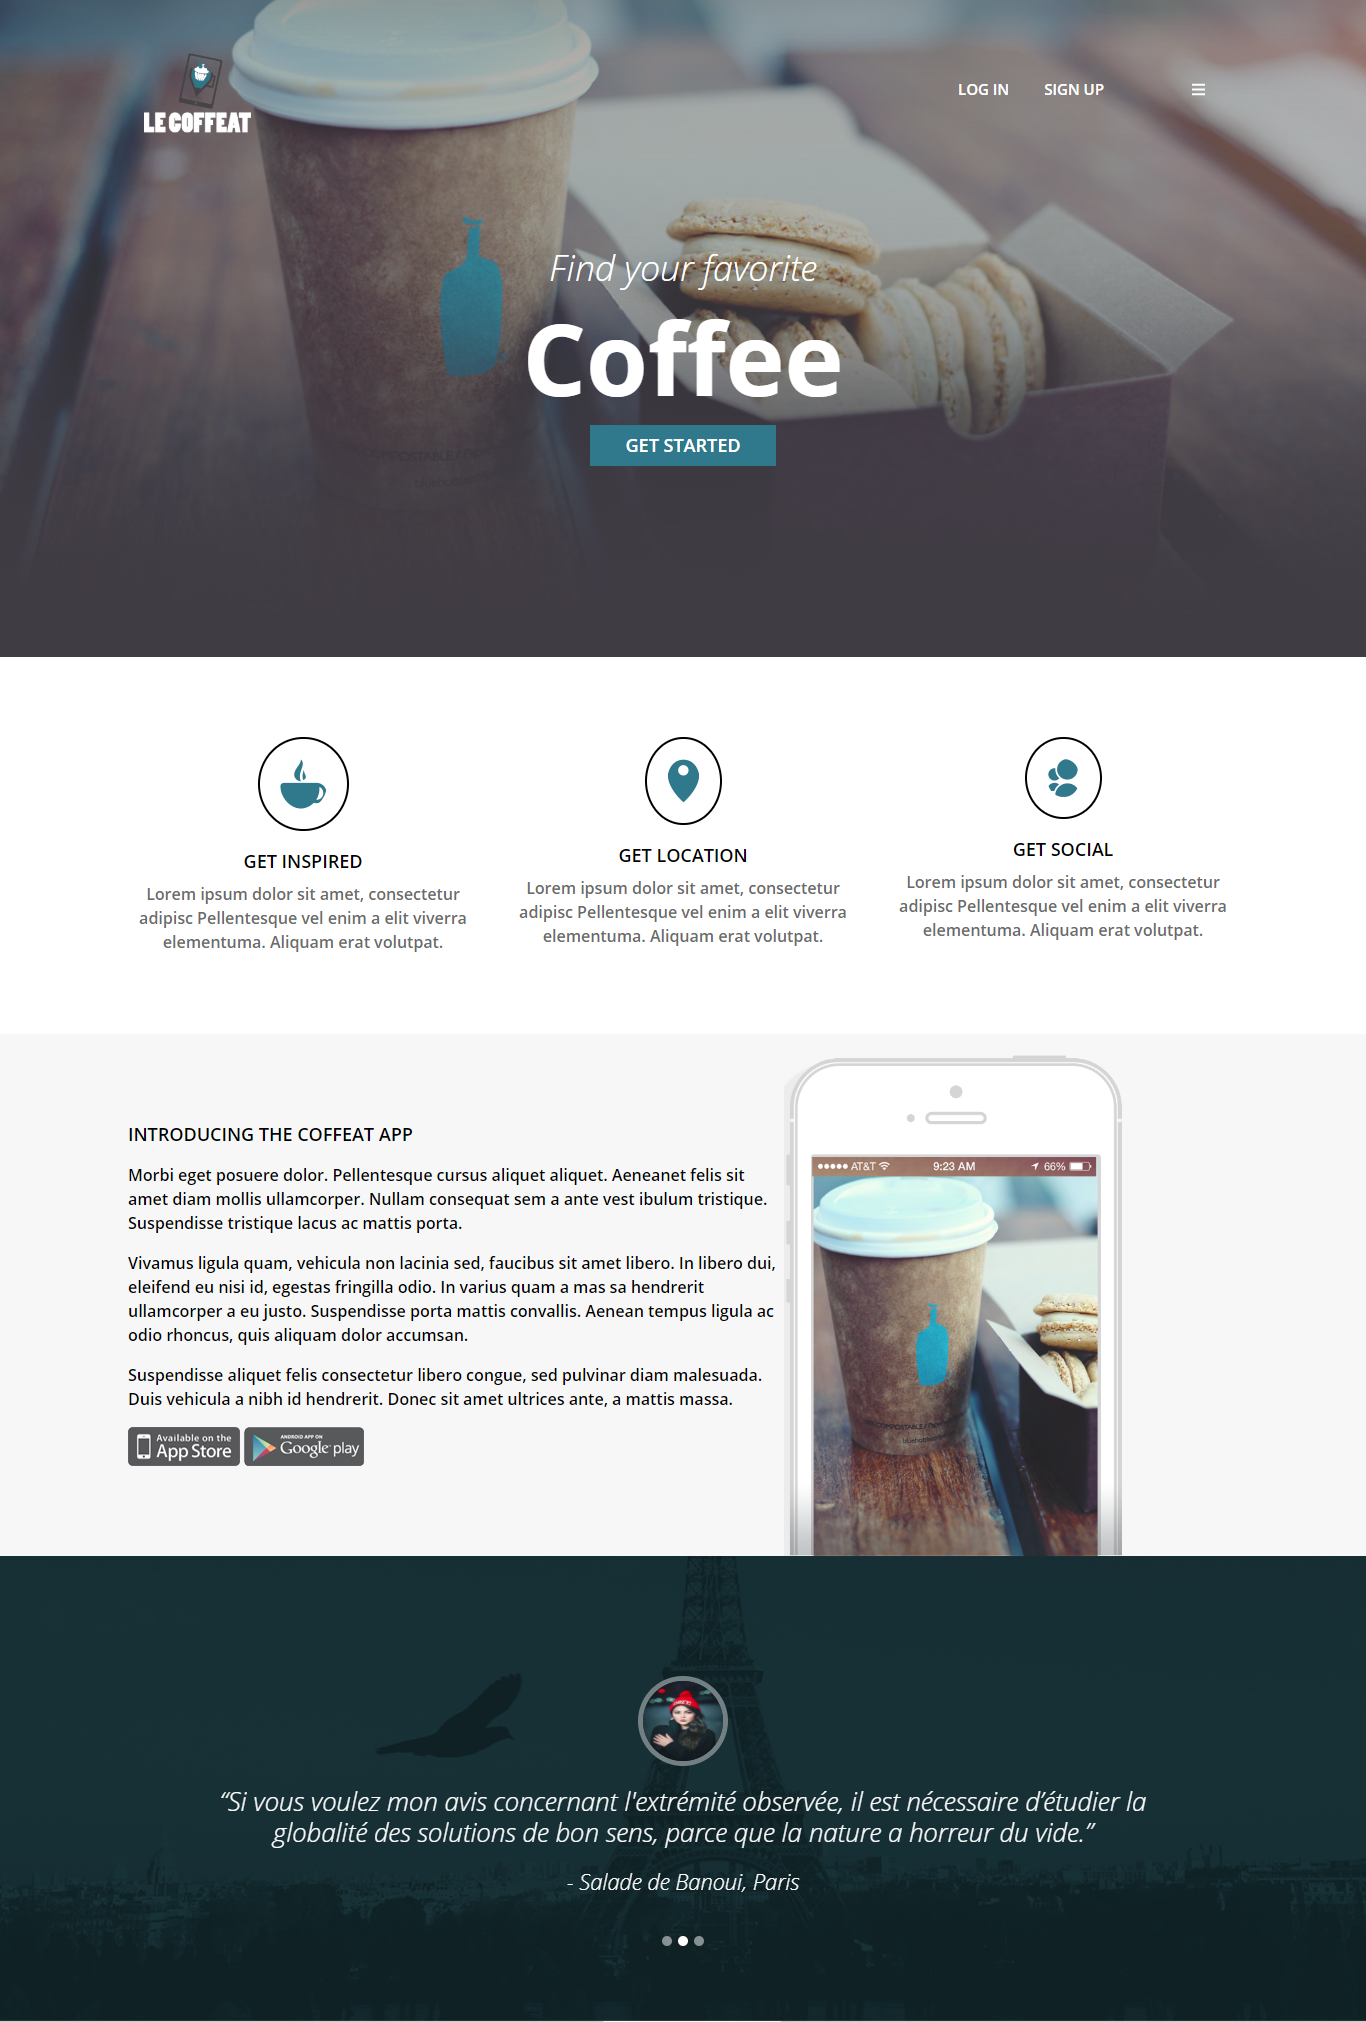 LE COFFEAT
LOG IN
SIGN UP
Find your favorite
Coffee
GET STARTED
GET INSPIRED
Lorem ipsum dolor sit amet, consectetur
adipisc Pellentesque vel enim a elit viverra
elementuma. Aliquam erat volutpat.
GET LOCATION
Lorem ipsum dolor sit amet, consectetur
adipisc Pellentesque vel enim a elit viverra
elementuma. Aliquam erat volutpat.
GET SOCIAL
Lorem ipsum dolor sit amet, consectetur
adipisc Pellentesque vel enim a elit viverra
elementuma. Aliquam erat volutpat.
INTRODUCING THE COFFEAT APP
Morbi eget posuere dolor. Pellentesque cursus aliquet aliquet. Aeneanet felis sit
amet diam mollis ullamcorper. Nullam consequat sem a ante vest ibulum tristique.
Suspendisse tristique lacus ac mattis porta.
Vivamus ligula quam, vehicula non lacinia sed, faucibus sit amet libero. In libero dui,
eleifend eu nisi id, egestas fringilla odio. In varius quam a mas sa hendrerit
ullamcorper a eu justo. Suspendisse porta mattis convallis. Aenean tempus ligula ac
odio rhoncus, quis aliquam dolor accumsan.
Suspendisse aliquet felis consectetur libero congue, sed pulvinar diam malesuada.
Duis vehicula a nibh id hendrerit. Donec sit amet ultrices ante, a mattis massa.
Available on the
App Store
ANDROID APP ON
Google play
AT&T 9:23 AM 66%
“Si vous voulez mon avis concernant l'extrémité observée, il est nécessaire d’étudier la
globalité des solutions de bon sens, parce que la nature a horreur du vide.”
- Salade de Banoui, Paris